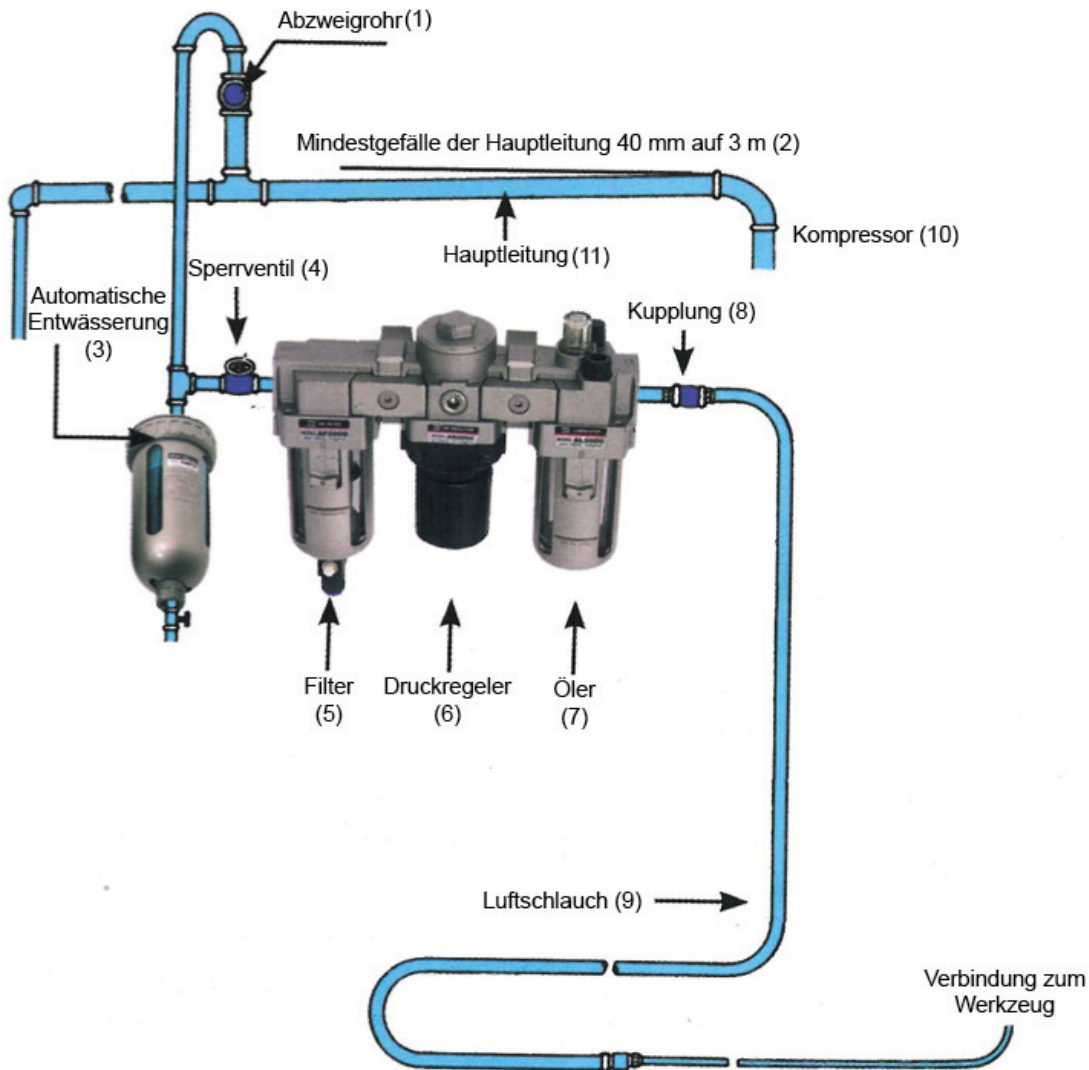 Abzweigrohr (1)
Mindestgefälle der Hauptleitung 40 mm auf 3 m (2)
Kompressor (10)
Hauptleitung (11)
Sperrventil (4)
Automatische
Entwässerung
(3)
Kupplung (8)
Filter
(5)
Druckregeler
(6)
Öler
(7)
Luftschlauch (9)
Verbindung zum
Werkzeug